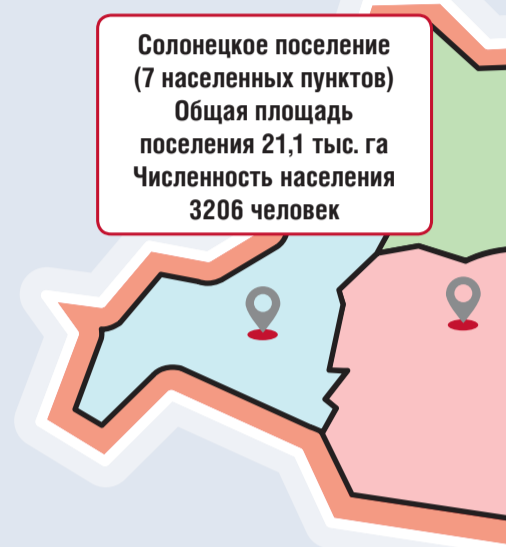 Солонецкое поселение
(7 населенных пунктов)
Общая площадь
поселения 21,1 тыс. га
Численность населения
3206 человек